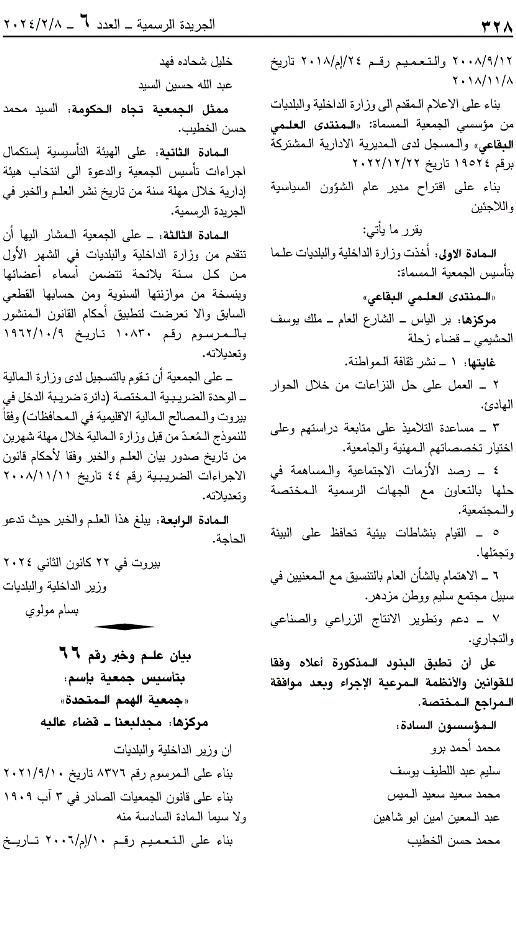 ٣٢٨
الجريدة الرسمية – العدد ٦ – ٢٠٢٤/٢/٨
٢٠٠٨/٩/١٢ والتعميم رقم ٢٤/إم/٢٠١٨ تاريخ
٢٠١٨/١١/٨
بناء على الاعلام المقدم الى وزارة الداخلية والبلديات
من مؤسسي الجمعية المسماة: «المنتدى العلمي
البقاعي» والمسجل لدى المديرية الادارية المشتركة
برقم ١٩٥٢٤ تاريخ ٢٠٢٢/١٢/٢٢
بناء على اقتراح مدير عام الشؤون السياسية
واللاجئين
يقرر ما يأتي:
المادة الاولى: أخذت وزارة الداخلية والبلديات علما
بتأسيس الجمعية المسماة:
«المنتدى العلمي البقاعي»
مركزها: بر الياس – الشارع العام – ملك يوسف
الحشيمي – قضاء زحلة
غايتها: ١ – نشر ثقافة المواطنة.
٢ – العمل على حل النزاعات من خلال الحوار
الهادئ.
٣ – مساعدة التلاميذ على متابعة دراستهم وعلى
اختيار تخصصاتهم المهنية والجامعية.
٤ – رصد الأزمات الاجتماعية والمساهمة في
حلها بالتعاون مع الجهات الرسمية المختصة
والمجتمعية.
٥ – القيام بنشاطات بيئية تحافظ على البيئة
وتجمّلها.
٦ – الاهتمام بالشأن العام بالتنسيق مع المعنيين في
سبيل مجتمع سليم ووطن مزدهر.
٧ – دعم وتطوير الانتاج الزراعي والصناعي
والتجاري.
على ان تطبق البنود المذكورة أعلاه وفقا
للقوانين والأنظمة المرعية الإجراء وبعد موافقة
المراجع المختصة.
المؤسسون السادة:
محمد أحمد برو
سليم عبد اللطيف يوسف
محمد سعيد سعيد الميس
عبد المعين امين ابو شاهين
محمد حسن الخطيب
خليل شحاده فهد
عبد الله حسين السيد
ممثل الجمعية تجاه الحكومة: السيد محمد
حسن الخطيب.
المادة الثانية: على الهيئة التأسيسية إستكمال
اجراءات تأسيس الجمعية والدعوة الى انتخاب هيئة
إدارية خلال مهلة سنة من تاريخ نشر العلم والخبر في
الجريدة الرسمية.
المادة الثالثة: – على الجمعية المشار اليها أن
تتقدم من وزارة الداخلية والبلديات في الشهر الأول
من كل سنة بلائحة تتضمن أسماء أعضائها
وبنسخة من موازنتها السنوية ومن حسابها القطعي
السابق والا تعرضت لتطبيق أحكام القانون المنشور
بالمرسوم رقم ١٠٨٣٠ تاريخ ١٩٦٢/١٠/٩
وتعديلاته.
– على الجمعية أن تقوم بالتسجيل لدى وزارة المالية
– الوحدة الضريبية المختصة (دائرة ضريبة الدخل في
بيروت والمصالح المالية الاقليمية في المحافظات) وفقاً
للنموذج المُعدّ من قبل وزارة المالية خلال مهلة شهرين
من تاريخ صدور بيان العلم والخبر وفقا لأحكام قانون
الاجراءات الضريبية رقم ٤٤ تاريخ ٢٠٠٨/١١/١١
وتعديلاته.
المادة الرابعة: يبلغ هذا العلم والخبر حيث تدعو
الحاجة.
بيروت في ٢٢ كانون الثاني ٢٠٢٤
وزير الداخلية والبلديات
بسام مولوي
بيان علم وخبر رقم ٦٦
بتأسيس جمعية بإسم:
«جمعية الهمم المتحدة»
مركزها: مجدلبعنا – قضاء عاليه
ان وزير الداخلية والبلديات
بناء على المرسوم رقم ٨٣٧٦ تاريخ ٢٠٢١/٩/١٠
بناء على قانون الجمعيات الصادر في ٣ آب ١٩٠٩
ولا سيما المادة السادسة منه
بناء على التعميم رقم ١٠/إم/٢٠٠٦ تاريخ